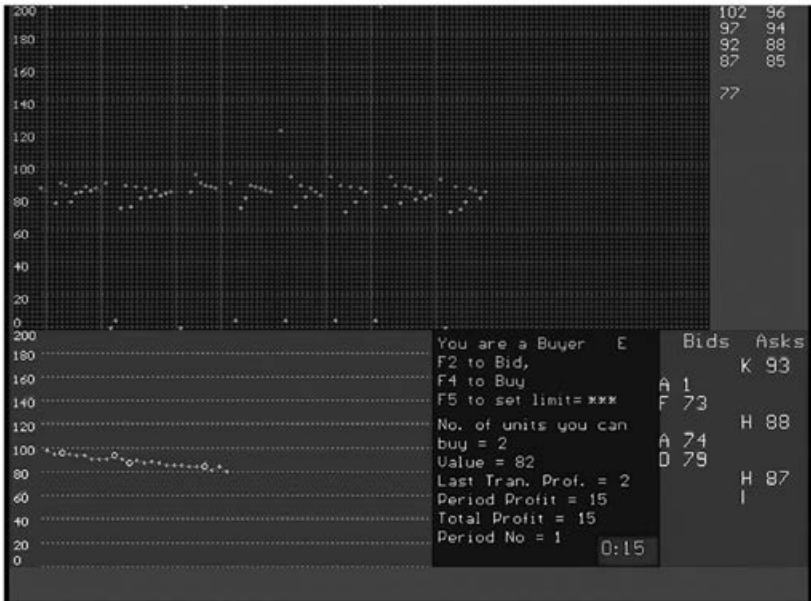 200
180
160
140
120
100
80
60
40
20
0
102 96
97 94
92 88
87 85
77
200
180
160
140
120
100
80
60
40
20
0
You are a Buyer E
F2 to Bid,
F4 to Buy
F5 to set limit= ***
No. of units you can
buy = 2
Value = 82
Last Tran. Prof. = 2
Period Profit = 15
Total Profit = 15
Period No = 1
0:15
Bids Asks
K 93
A 1
F 73
H 88
A 74
D 79
H 87
I